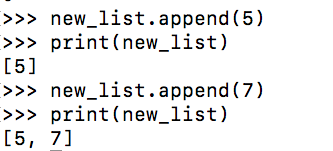 >>> new_list.append(5)
>>> print(new_list)
[5]
>>> new_list.append(7)
>>> print(new_list)
[5, 7]